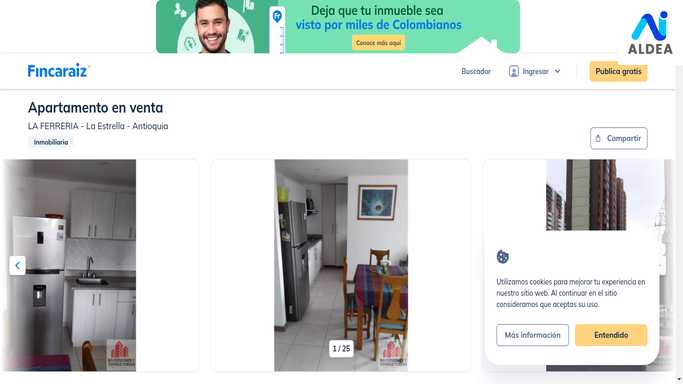 Deja que tu inmueble sea
visto por miles de Colombianos
Conoce más aquí
Fr
ALDEA
Fincaraiz
Buscador
Ingresar
Publica gratis
Apartamento en venta
LA FERRERIA - La Estrella - Antioquia
Inmobiliaria
Compartir
1 / 25
Utilizamos cookies para mejorar tu experiencia en
nuestro sitio web. Al continuar en el sitio
consideramos que aceptas su uso.
Más información
Entendido